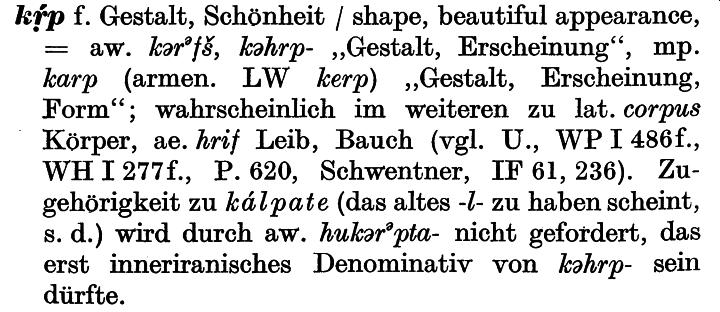 kṛ́p f. Gestalt, Schönheit / shape, beautiful appearance,
= aw. kərᵊfš, kəhrp- „Gestalt, Erscheinung“, mp.
karp (armen. LW kerp) „Gestalt, Erscheinung,
Form“; wahrscheinlich im weiteren zu lat. corpus
Körper, ae. hrif Leib, Bauch (vgl. U., WP I 486f.,
WH I 277f., P. 620, Schwentner, IF 61, 236). Zu-
gehörigkeit zu kálpate (das altes -l- zu haben scheint,
s. d.) wird durch aw. hukərᵊpta- nicht gefordert, das
erst inneriranisches Denominativ von kəhrp- sein
dürfte.